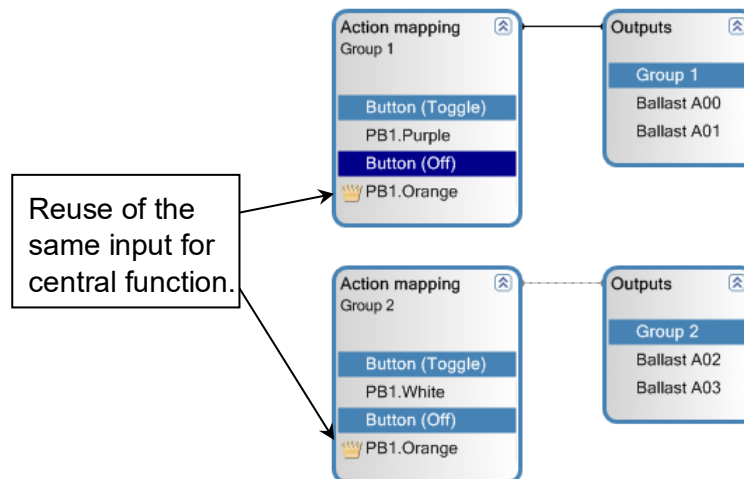 Action mapping
Group 1
Button (Toggle)
PB1.Purple
Button (Off)
PB1.Orange
Outputs
Group 1
Ballast A00
Ballast A01
Reuse of the
same input for
central function.
Action mapping
Group 2
Button (Toggle)
PB1.White
Button (Off)
PB1.Orange
Outputs
Group 2
Ballast A02
Ballast A03